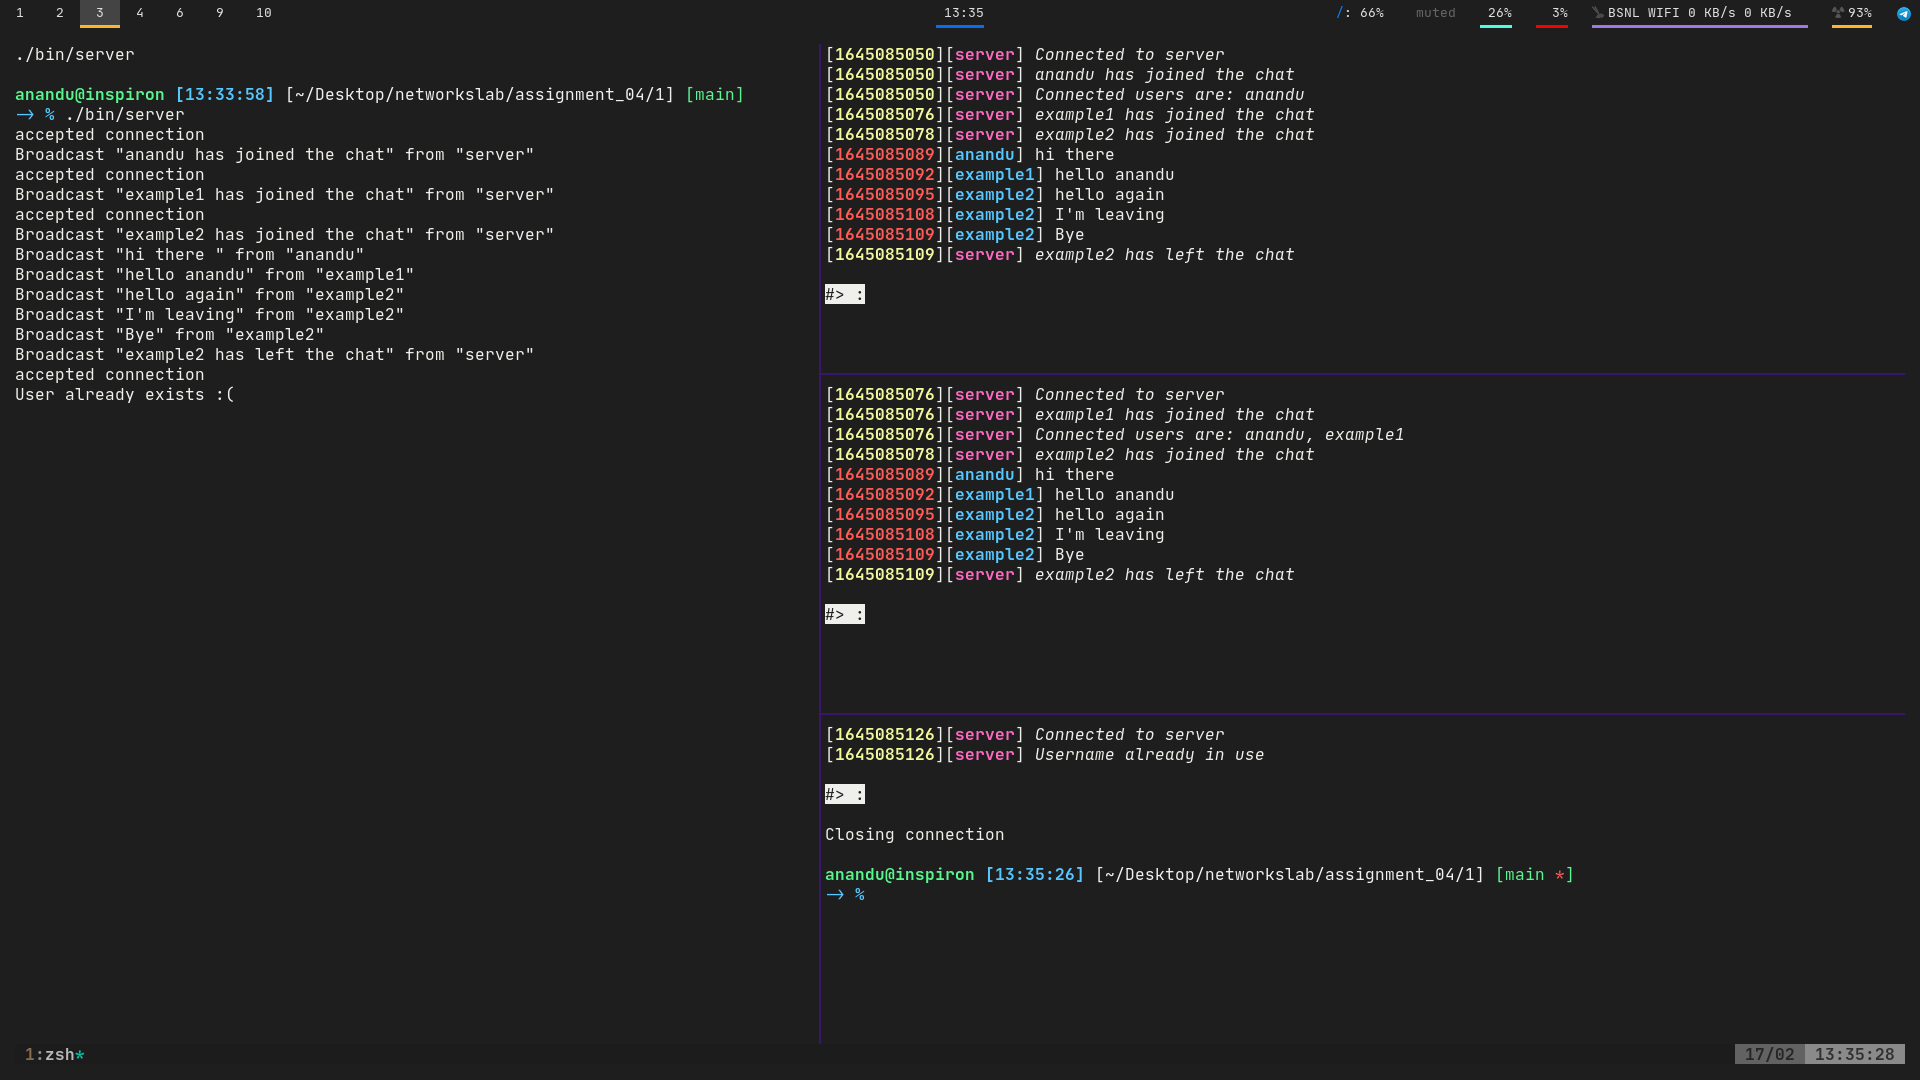 1 2 3 4 6 9 10 13:35 /: 66% muted 26% 3% BSNL WIFI 0 KB/s 0 KB/s 93%
./bin/server
anandu@inspiron [13:33:58] [~/Desktop/networkslab/assignment_04/1] [main]
—> % ./bin/server
accepted connection
Broadcast "anandu has joined the chat" from "server"
accepted connection
Broadcast "example1 has joined the chat" from "server"
accepted connection
Broadcast "example2 has joined the chat" from "server"
Broadcast "hi there " from "anandu"
Broadcast "hello anandu" from "example1"
Broadcast "hello again" from "example2"
Broadcast "I'm leaving" from "example2"
Broadcast "Bye" from "example2"
Broadcast "example2 has left the chat" from "server"
accepted connection
User already exists :(
[1645085050][server] Connected to server
[1645085050][server] anandu has joined the chat
[1645085050][server] Connected users are: anandu
[1645085076][server] example1 has joined the chat
[1645085078][server] example2 has joined the chat
[1645085089][anandu] hi there
[1645085092][example1] hello anandu
[1645085095][example2] hello again
[1645085108][example2] I'm leaving
[1645085109][example2] Bye
[1645085109][server] example2 has left the chat
#> :
[1645085076][server] Connected to server
[1645085076][server] example1 has joined the chat
[1645085076][server] Connected users are: anandu, example1
[1645085078][server] example2 has joined the chat
[1645085089][anandu] hi there
[1645085092][example1] hello anandu
[1645085095][example2] hello again
[1645085108][example2] I'm leaving
[1645085109][example2] Bye
[1645085109][server] example2 has left the chat
#> :
[1645085126][server] Connected to server
[1645085126][server] Username already in use
#> :
Closing connection
anandu@inspiron [13:35:26] [~/Desktop/networkslab/assignment_04/1] [main *]
—> %
1:zsh* 17/02 13:35:28